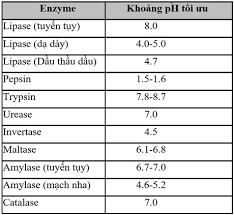 Enzyme Khoảng pH tôi ưu
Lipase (tuyến tụy) 8.0
Lipase (dạ dày) 4.0-5.0
Lipase (Dầu thầu dầu) 4.7
Pepsin 1.5-1.6
Trypsin 7.8-8.7
Urease 7.0
Invertase 4.5
Maltase 6.1-6.8
Amylase (tuyến tụy) 6.7-7.0
Amylase (mạch nha) 4.6-5.2
Catalase 7.0